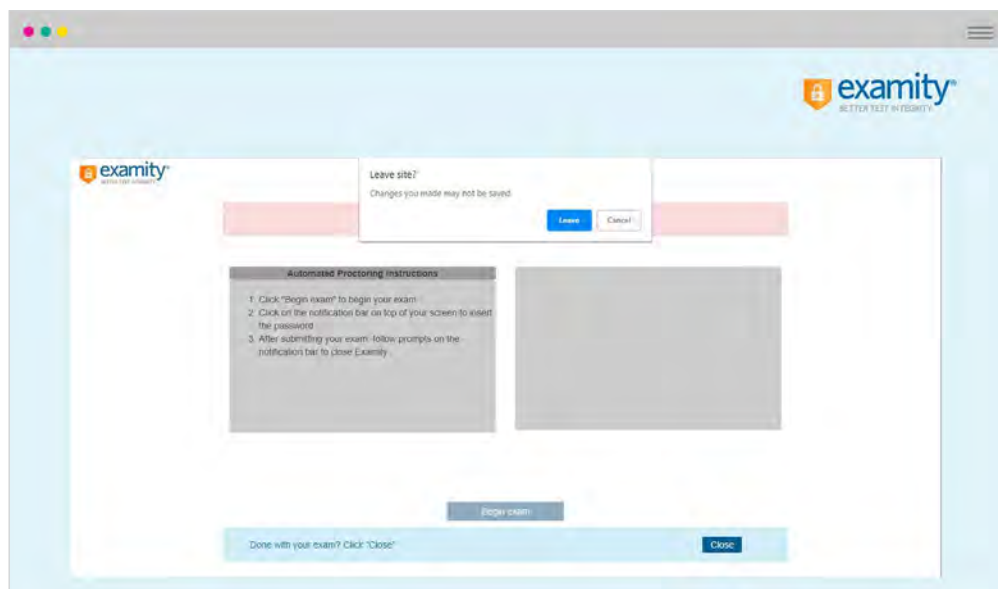 examity®
BETTER TEST INTEGRITY
examity®
BETTER TEST INTEGRITY
Leave site?
Changes you made may not be saved.
Leave
Cancel
Automated Proctoring Instructions
1. Click "Begin exam" to begin your exam
2. Click on the notification bar on top of your screen to insert
the password
3. After submitting your exam, follow prompts on the
notification bar to close Examity
Begin exam
Done with your exam? Click "Close"
Close